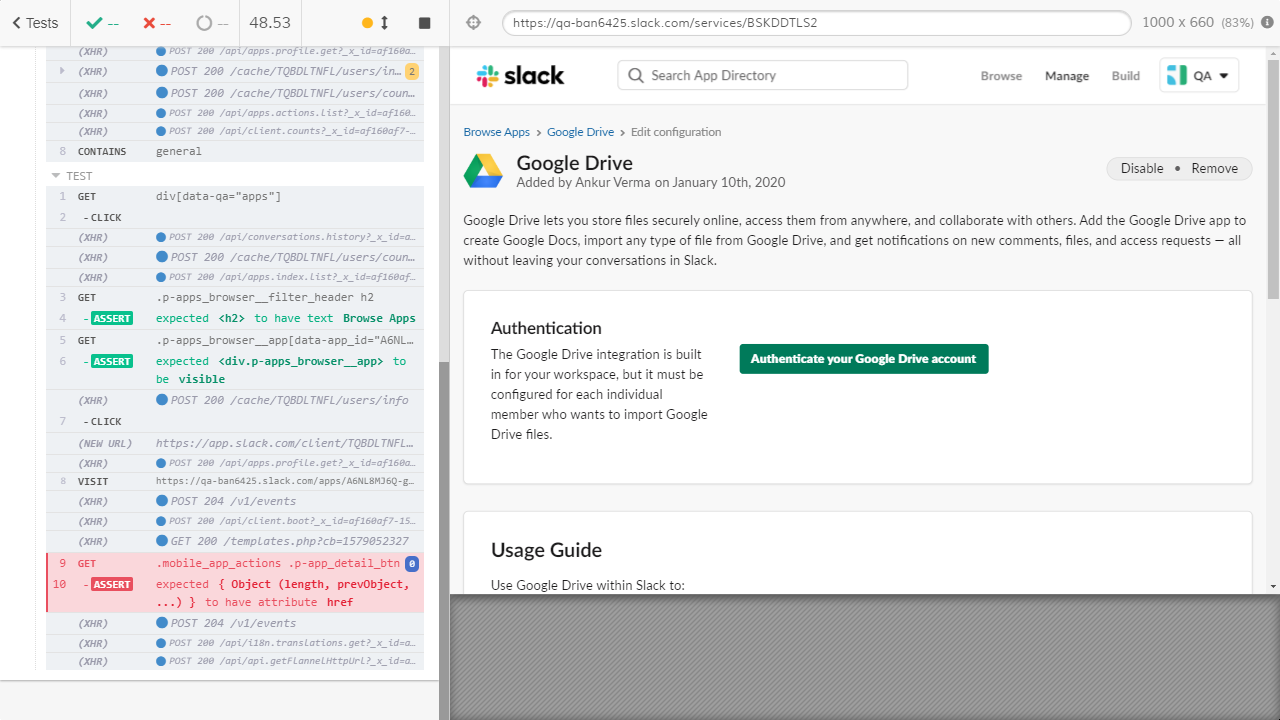 Tests
--
--
--
48.53
https://qa-ban6425.slack.com/services/BSKDDTLS2
1000 x 660 (83%)
(XHR) POST 200 /api/apps.profile.get?_x_id=af160a…
(XHR) POST 200 /cache/TQBDLTNFL/users/in… 2
(XHR) POST 200 /cache/TQBDLTNFL/users/coun…
(XHR) POST 200 /api/apps.actions.list?_x_id=af160…
(XHR) POST 200 /api/client.counts?_x_id=af160af7-…
8 CONTAINS general
TEST
1 GET div[data-qa="apps"]
2 -CLICK
(XHR) POST 200 /api/conversations.history?_x_id=a…
(XHR) POST 200 /cache/TQBDLTNFL/users/coun…
(XHR) POST 200 /api/apps.index.list?_x_id=af160af…
3 GET .p-apps_browser__filter_header h2
4 -ASSERT expected <h2> to have text Browse Apps
5 GET .p-apps_browser__app[data-app_id="A6NL…
6 -ASSERT expected <div.p-apps_browser__app> to
be visible
(XHR) POST 200 /cache/TQBDLTNFL/users/info
7 -CLICK
(NEW URL) https://app.slack.com/client/TQBDLTNFL…
(XHR) POST 200 /api/apps.profile.get?_x_id=af160a…
8 VISIT https://qa-ban6425.slack.com/apps/A6NL8MJ6Q-g…
(XHR) POST 204 /v1/events
(XHR) POST 200 /api/client.boot?_x_id=af160af7-15…
(XHR) GET 200 /templates.php?cb=1579052327
9 GET .mobile_app_actions .p-app_detail_btn 0
10 -ASSERT expected { Object (length, prevObject,
...) } to have attribute href
(XHR) POST 204 /v1/events
(XHR) POST 200 /api/i18n.translations.get?_x_id=a…
(XHR) POST 200 /api/api.getFlannelHttpUrl?_x_id=a…
slack
Search App Directory
Browse
Manage
Build
QA
Browse Apps › Google Drive › Edit configuration
Google Drive
Added by Ankur Verma on January 10th, 2020
Disable • Remove
Google Drive lets you store files securely online, access them from anywhere, and collaborate with others. Add the Google Drive app to
create Google Docs, import any type of file from Google Drive, and get notifications on new comments, files, and access requests — all
without leaving your conversations in Slack.
Authentication
The Google Drive integration is built
in for your workspace, but it must be
configured for each individual
member who wants to import Google
Drive files.
Authenticate your Google Drive account
Usage Guide
Use Google Drive within Slack to: